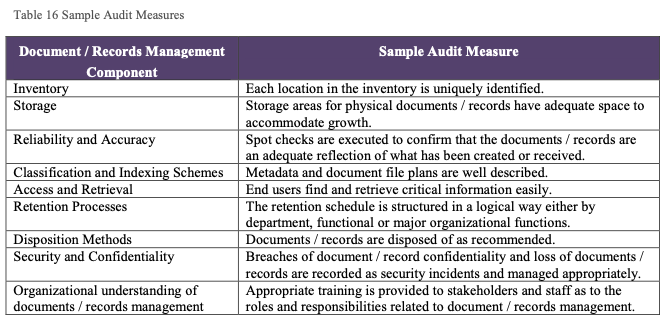 Table 16 Sample Audit Measures
Document / Records Management Component
Sample Audit Measure
Inventory
Each location in the inventory is uniquely identified.
Storage
Storage areas for physical documents / records have adequate space to
accommodate growth.
Reliability and Accuracy
Spot checks are executed to confirm that the documents / records are
an adequate reflection of what has been created or received.
Classification and Indexing Schemes
Metadata and document file plans are well described.
Access and Retrieval
End users find and retrieve critical information easily.
Retention Processes
The retention schedule is structured in a logical way either by
department, functional or major organizational functions.
Disposition Methods
Documents / records are disposed of as recommended.
Security and Confidentiality
Breaches of document / record confidentiality and loss of documents /
records are recorded as security incidents and managed appropriately.
Organizational understanding of
documents / records management
Appropriate training is provided to stakeholders and staff as to the
roles and responsibilities related to document / records management.